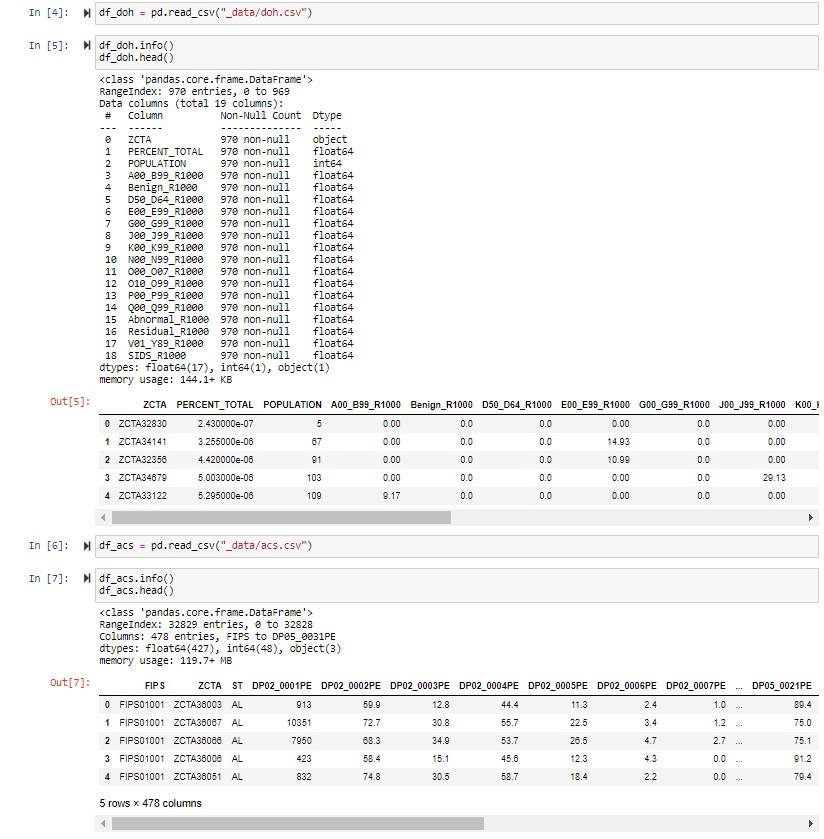 In [4]: df_doh = pd.read_csv("_data/doh.csv")
In [5]: df_doh.info()
df_doh.head()
<class 'pandas.core.frame.DataFrame'>
RangeIndex: 970 entries, 0 to 969
Data columns (total 19 columns):
# Column Non-Null Count Dtype
--- ------ -------------- -----
0 ZCTA 970 non-null object
1 PERCENT_TOTAL 970 non-null float64
2 POPULATION 970 non-null int64
3 A00_B99_R1000 970 non-null float64
4 Benign_R1000 970 non-null float64
5 D50_D64_R1000 970 non-null float64
6 E00_E99_R1000 970 non-null float64
7 G00_G99_R1000 970 non-null float64
8 J00_J99_R1000 970 non-null float64
9 K00_K99_R1000 970 non-null float64
10 N00_N99_R1000 970 non-null float64
11 O00_O07_R1000 970 non-null float64
12 O10_O99_R1000 970 non-null float64
13 P00_P99_R1000 970 non-null float64
14 Q00_Q99_R1000 970 non-null float64
15 Abnormal_R1000 970 non-null float64
16 Residual_R1000 970 non-null float64
17 V01_Y89_R1000 970 non-null float64
18 SIDS_R1000 970 non-null float64
dtypes: float64(17), int64(1), object(1)
memory usage: 144.1+ KB
Out[5]:
ZCTA PERCENT_TOTAL POPULATION A00_B99_R1000 Benign_R1000 D50_D64_R1000 E00_E99_R1000 G00_G99_R1000 J00_J99_R1000 K00_
0 ZCTA32830 2.430000e-07 5 0.00 0.0 0.0 0.00 0.0 0.00
1 ZCTA34141 3.255000e-06 67 0.00 0.0 0.0 14.93 0.0 0.00
2 ZCTA32356 4.420000e-06 91 0.00 0.0 0.0 10.99 0.0 0.00
3 ZCTA34679 5.003000e-06 103 0.00 0.0 0.0 0.00 0.0 29.13
4 ZCTA33122 5.295000e-06 109 9.17 0.0 0.0 0.00 0.0 0.00
In [6]: df_acs = pd.read_csv("_data/acs.csv")
In [7]: df_acs.info()
df_acs.head()
<class 'pandas.core.frame.DataFrame'>
RangeIndex: 32829 entries, 0 to 32828
Columns: 478 entries, FIPS to DP05_0031PE
dtypes: float64(427), int64(48), object(3)
memory usage: 119.7+ MB
Out[7]:
FIPS ZCTA ST DP02_0001PE DP02_0002PE DP02_0003PE DP02_0004PE DP02_0005PE DP02_0006PE DP02_0007PE ... DP05_0021PE
0 FIPS01001 ZCTA36003 AL 913 59.9 12.8 44.4 11.3 2.4 1.0 ... 89.4
1 FIPS01001 ZCTA36067 AL 10351 72.7 30.8 55.7 22.5 3.4 1.2 ... 75.0
2 FIPS01001 ZCTA36066 AL 7950 68.3 34.9 53.7 26.5 4.7 2.7 ... 75.1
3 FIPS01001 ZCTA36006 AL 423 58.4 15.1 45.6 12.3 4.3 0.0 ... 91.2
4 FIPS01001 ZCTA36051 AL 832 74.8 30.5 58.7 18.4 2.2 0.0 ... 79.4
5 rows × 478 columns